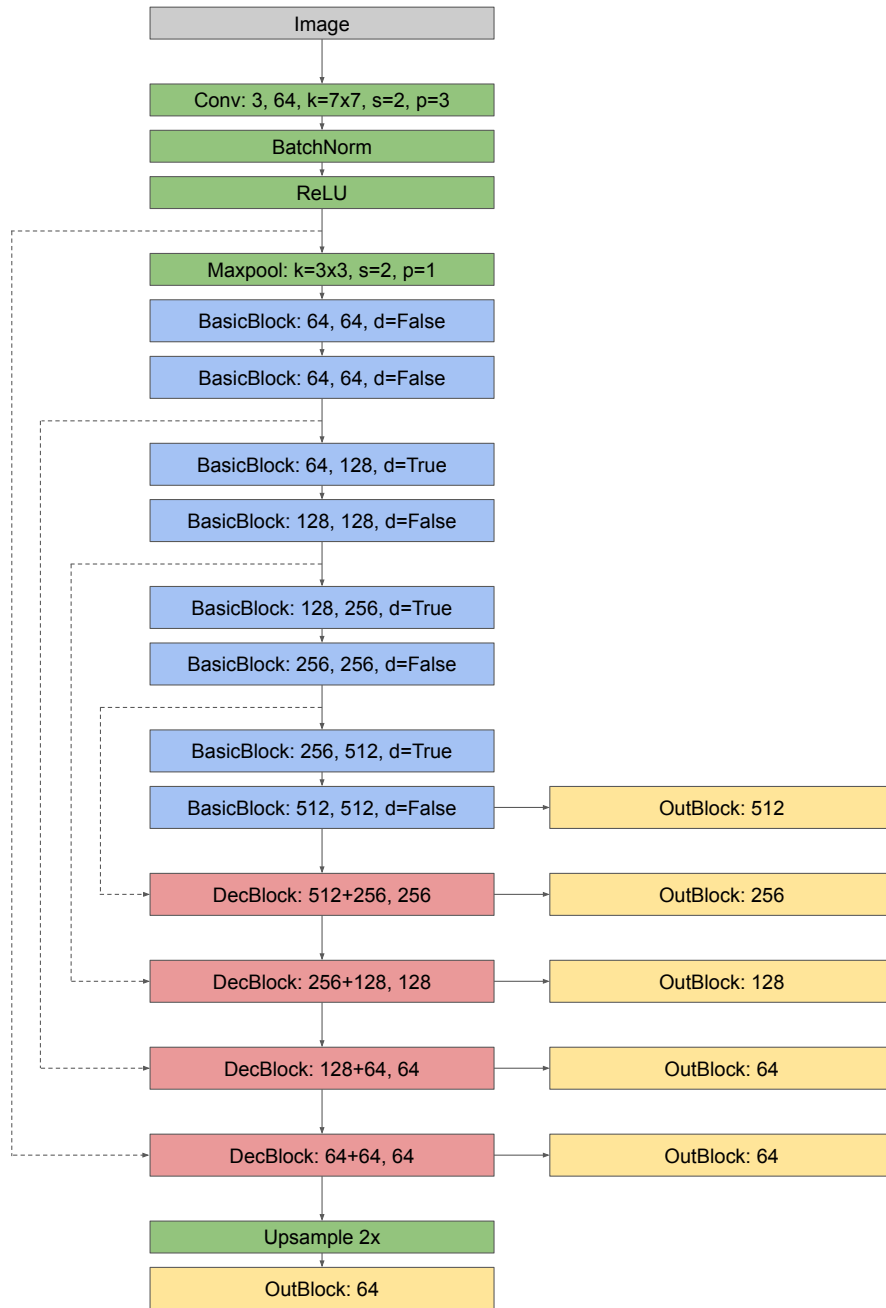 Image
Conv: 3, 64, k=7x7, s=2, p=3
BatchNorm
ReLU
Maxpool: k=3x3, s=2, p=1
BasicBlock: 64, 64, d=False
BasicBlock: 64, 64, d=False
BasicBlock: 64, 128, d=True
BasicBlock: 128, 128, d=False
BasicBlock: 128, 256, d=True
BasicBlock: 256, 256, d=False
BasicBlock: 256, 512, d=True
BasicBlock: 512, 512, d=False
OutBlock: 512
DecBlock: 512+256, 256
OutBlock: 256
DecBlock: 256+128, 128
OutBlock: 128
DecBlock: 128+64, 64
OutBlock: 64
DecBlock: 64+64, 64
OutBlock: 64
Upsample 2x
OutBlock: 64